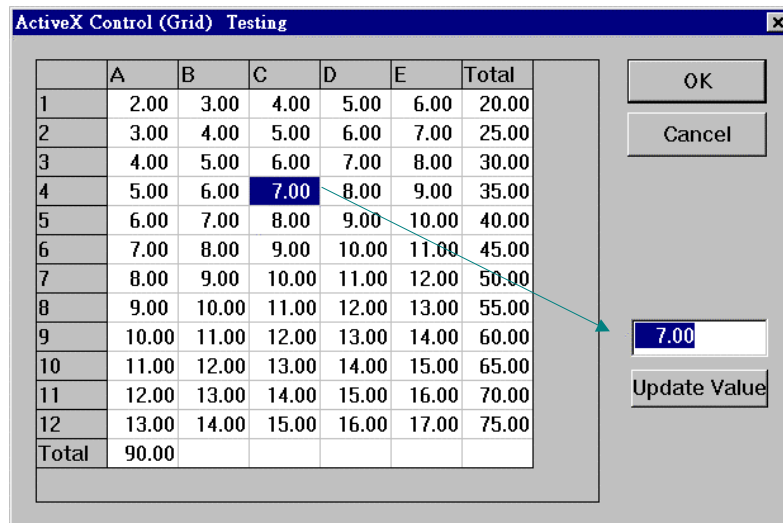 ActiveX Control (Grid) Testing
A B C D E Total
1 2.00 3.00 4.00 5.00 6.00 20.00
2 3.00 4.00 5.00 6.00 7.00 25.00
3 4.00 5.00 6.00 7.00 8.00 30.00
4 5.00 6.00 7.00 8.00 9.00 35.00
5 6.00 7.00 8.00 9.00 10.00 40.00
6 7.00 8.00 9.00 10.00 11.00 45.00
7 8.00 9.00 10.00 11.00 12.00 50.00
8 9.00 10.00 11.00 12.00 13.00 55.00
9 10.00 11.00 12.00 13.00 14.00 60.00
10 11.00 12.00 13.00 14.00 15.00 65.00
11 12.00 13.00 14.00 15.00 16.00 70.00
12 13.00 14.00 15.00 16.00 17.00 75.00
Total 90.00
OK
Cancel
7.00
Update Value